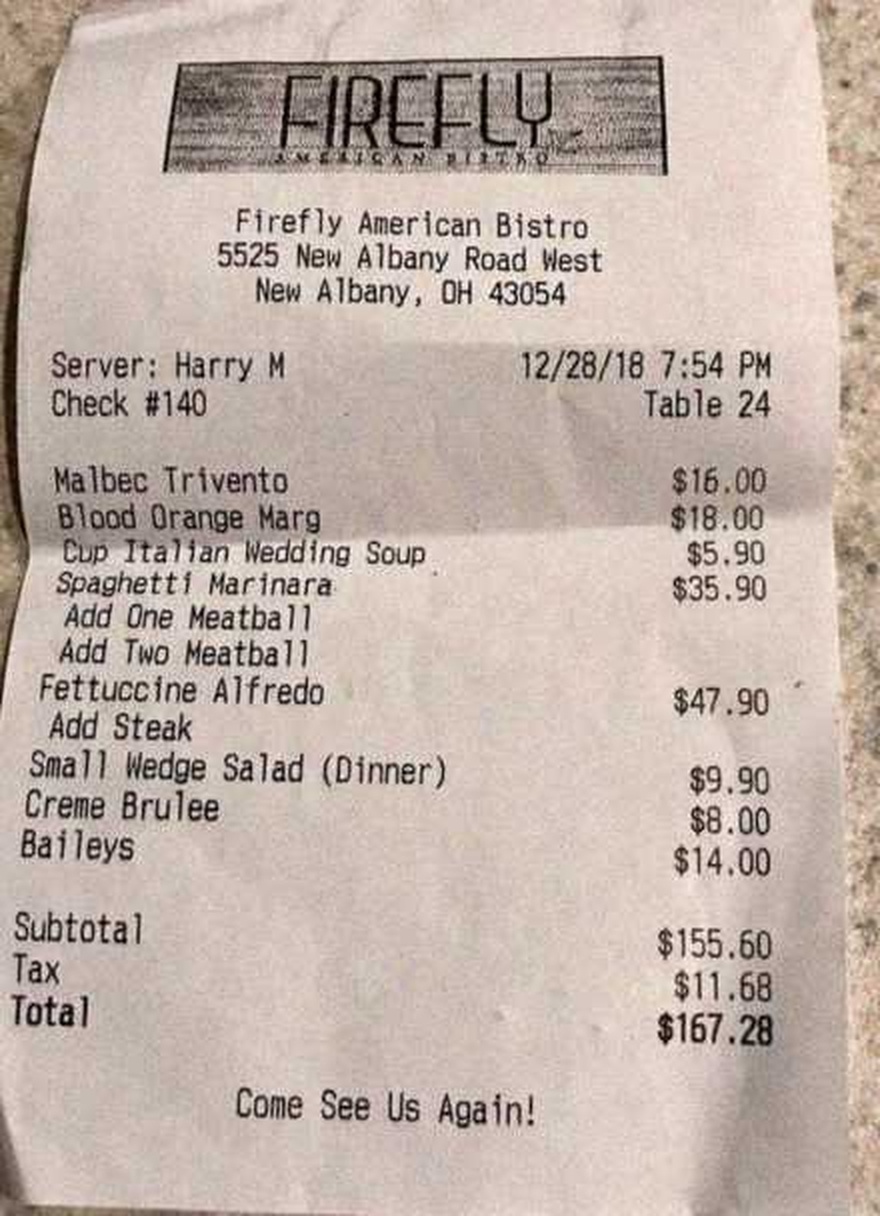 FIREFLY
AMERICAN BISTRO
Firefly American Bistro
5525 New Albany Road West
New Albany, OH 43054
Server: Harry M 12/28/18 7:54 PM
Check #140 Table 24
Malbec Trivento $16.00
Blood Orange Marg $18.00
Cup Italian Wedding Soup $5.90
Spaghetti Marinara $35.90
Add One Meatball
Add Two Meatball
Fettuccine Alfredo $47.90
Add Steak
Small Wedge Salad (Dinner) $9.90
Creme Brulee $8.00
Baileys $14.00
Subtotal $155.60
Tax $11.68
Total $167.28
Come See Us Again!